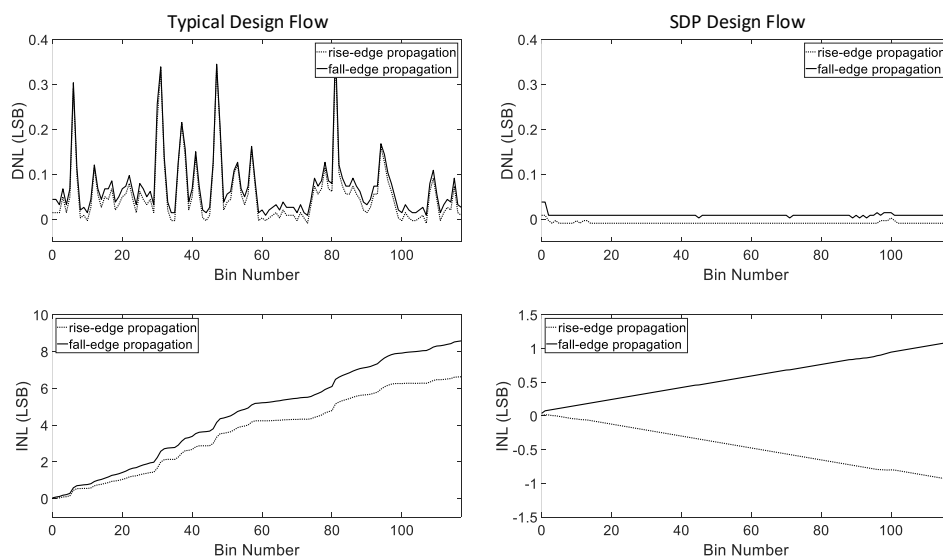 Typical Design Flow
0.4
0.3
0.2
0.1
0
DNL (LSB)
rise-edge propagation
fall-edge propagation
0 20 40 60 80 100
Bin Number
SDP Design Flow
0.4
0.3
0.2
0.1
0
DNL (LSB)
rise-edge propagation
fall-edge propagation
0 20 40 60 80 100
Bin Number
10
8
6
4
2
0
INL (LSB)
rise-edge propagation
fall-edge propagation
0 20 40 60 80 100
Bin Number
1.5
1
0.5
0
-0.5
-1
-1.5
INL (LSB)
rise-edge propagation
fall-edge propagation
0 20 40 60 80 100
Bin Number